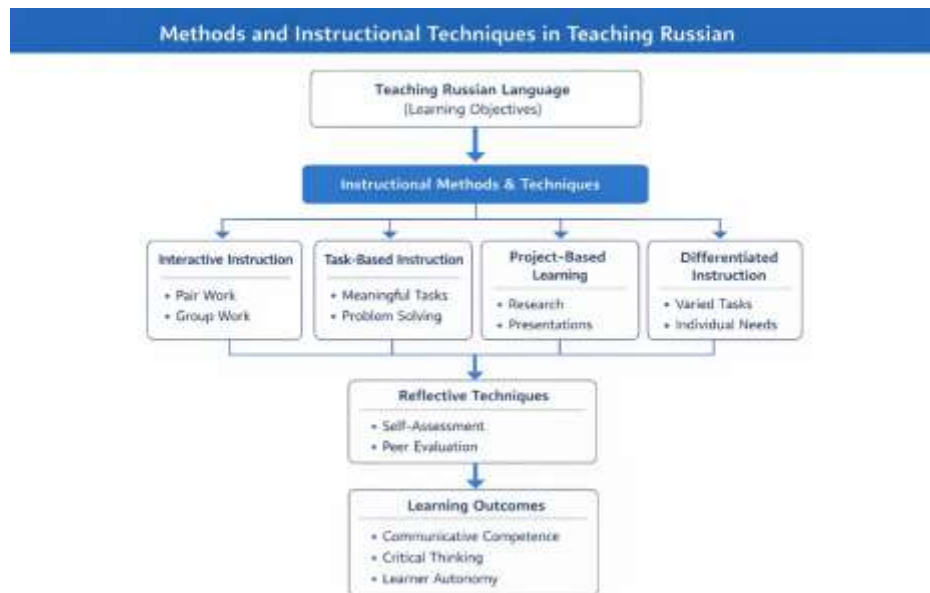 Methods and Instructional Techniques in Teaching Russian
Teaching Russian Language
(Learning Objectives)
Instructional Methods & Techniques
Interactive Instruction
• Pair Work
• Group Work
Task-Based Instruction
• Meaningful Tasks
• Problem Solving
Project-Based
Learning
• Research
• Presentations
Differentiated
Instruction
• Varied Tasks
• Individual Needs
Reflective Techniques
• Self-Assessment
• Peer Evaluation
Learning Outcomes
• Communicative Competence
• Critical Thinking
• Learner Autonomy